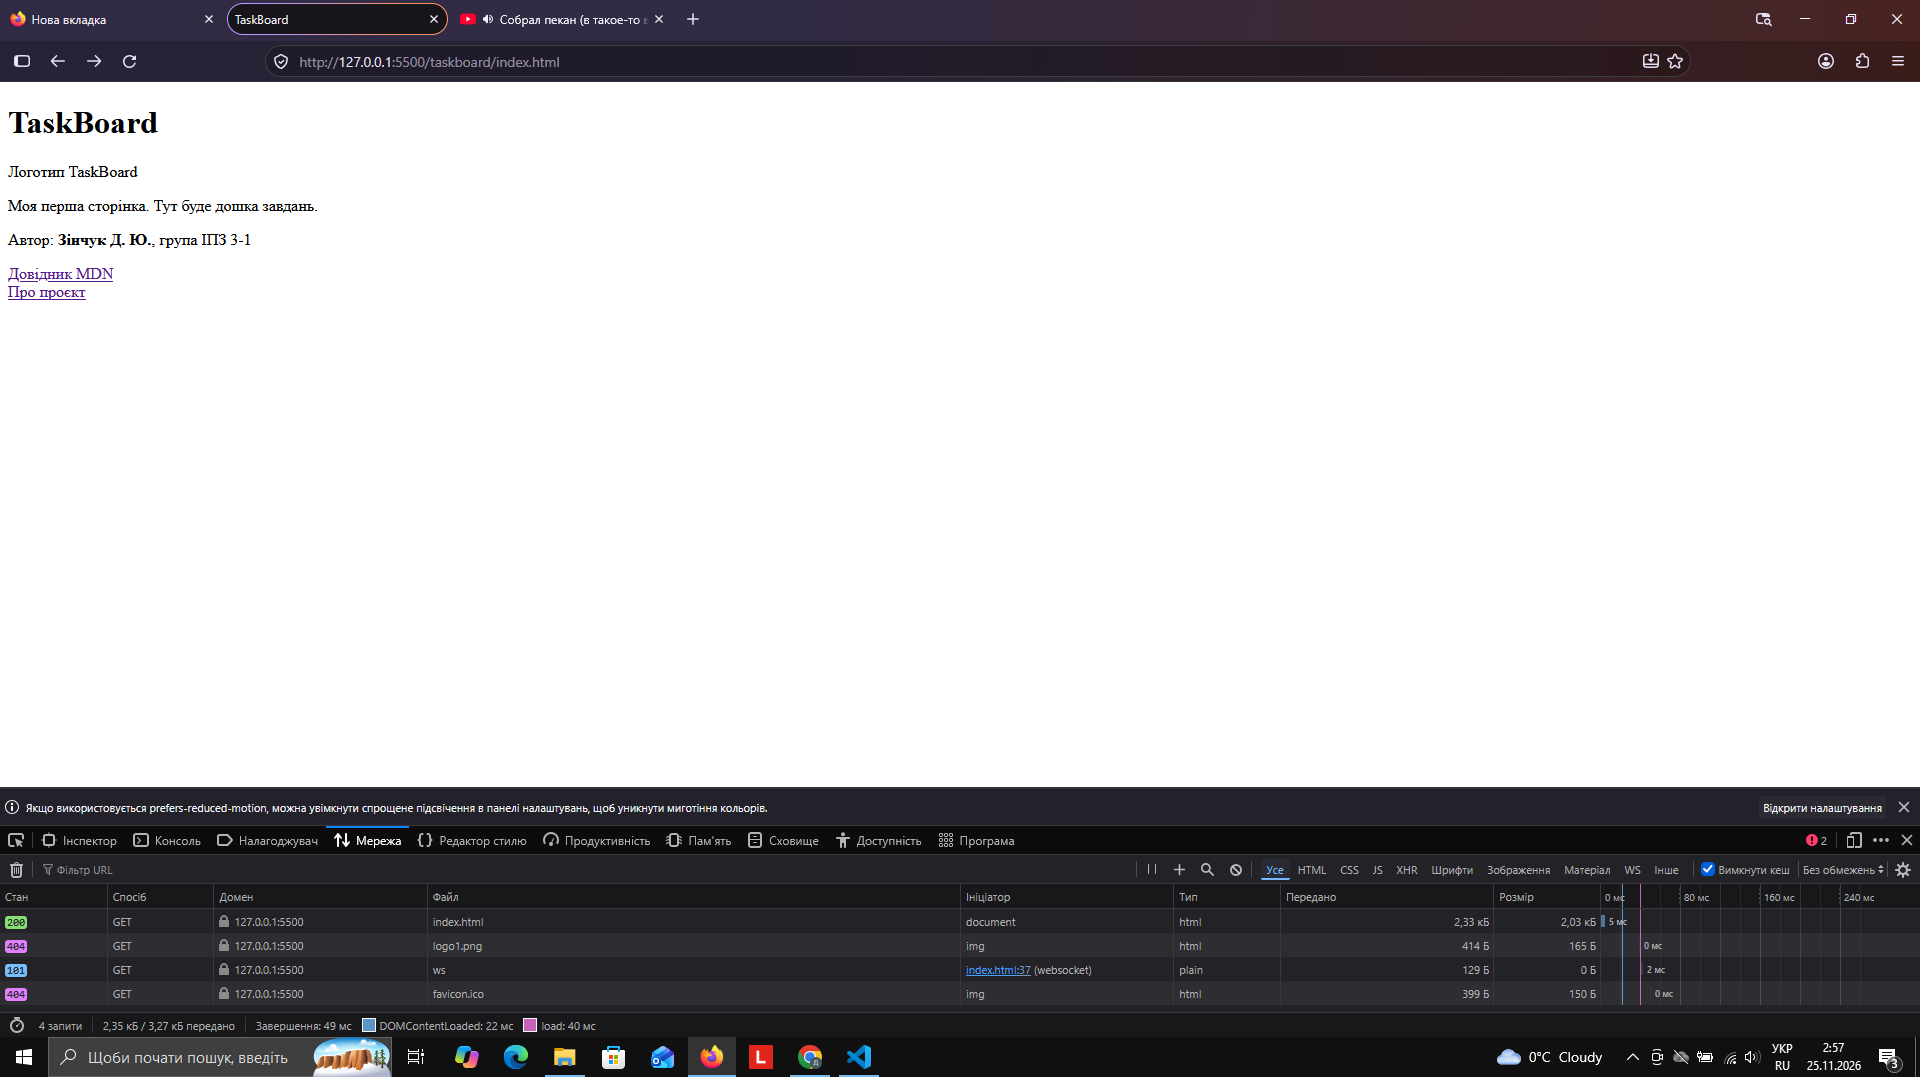 Нова вкладка
TaskBoard
Собрал пекан (в такое-то в
http://127.0.0.1:5500/taskboard/index.html
TaskBoard
Логотип TaskBoard
Моя перша сторінка. Тут буде дошка завдань.
Автор: Зінчук Д. Ю., група ІПЗ 3-1
Довідник MDN
Про проєкт
Якщо використовується prefers-reduced-motion, можна увімкнути спрощене підсвічення в панелі налаштувань, щоб уникнути миготіння кольорів. Відкрити налаштування
Інспектор Консоль Налагоджувач Мережа Редактор стилю Продуктивність Пам'ять Сховище Доступність Програма 2
Фільтр URL Усе HTML CSS JS XHR Шрифти Зображення Матеріал WS Інше Вимкнути кеш Без обмежень
Стан Спосіб Домен Файл Ініціатор Тип Передано Розмір 0 мс 80 мс 160 мс 240 мс
200 GET 127.0.0.1:5500 index.html document html 2,33 кБ 2,03 кБ 5 мс
404 GET 127.0.0.1:5500 logo1.png img html 414 Б 165 Б 0 мс
101 GET 127.0.0.1:5500 ws index.html:37 (websocket) plain 129 Б 0 Б 2 мс
404 GET 127.0.0.1:5500 favicon.ico img html 399 Б 150 Б 0 мс
4 запити 2,35 кБ / 3,27 кБ передано Завершення: 49 мс DOMContentLoaded: 22 мс load: 40 мс
Щоби почати пошук, введіть
L
0°C Cloudy
УКР
RU
2:57
25.11.2026
3